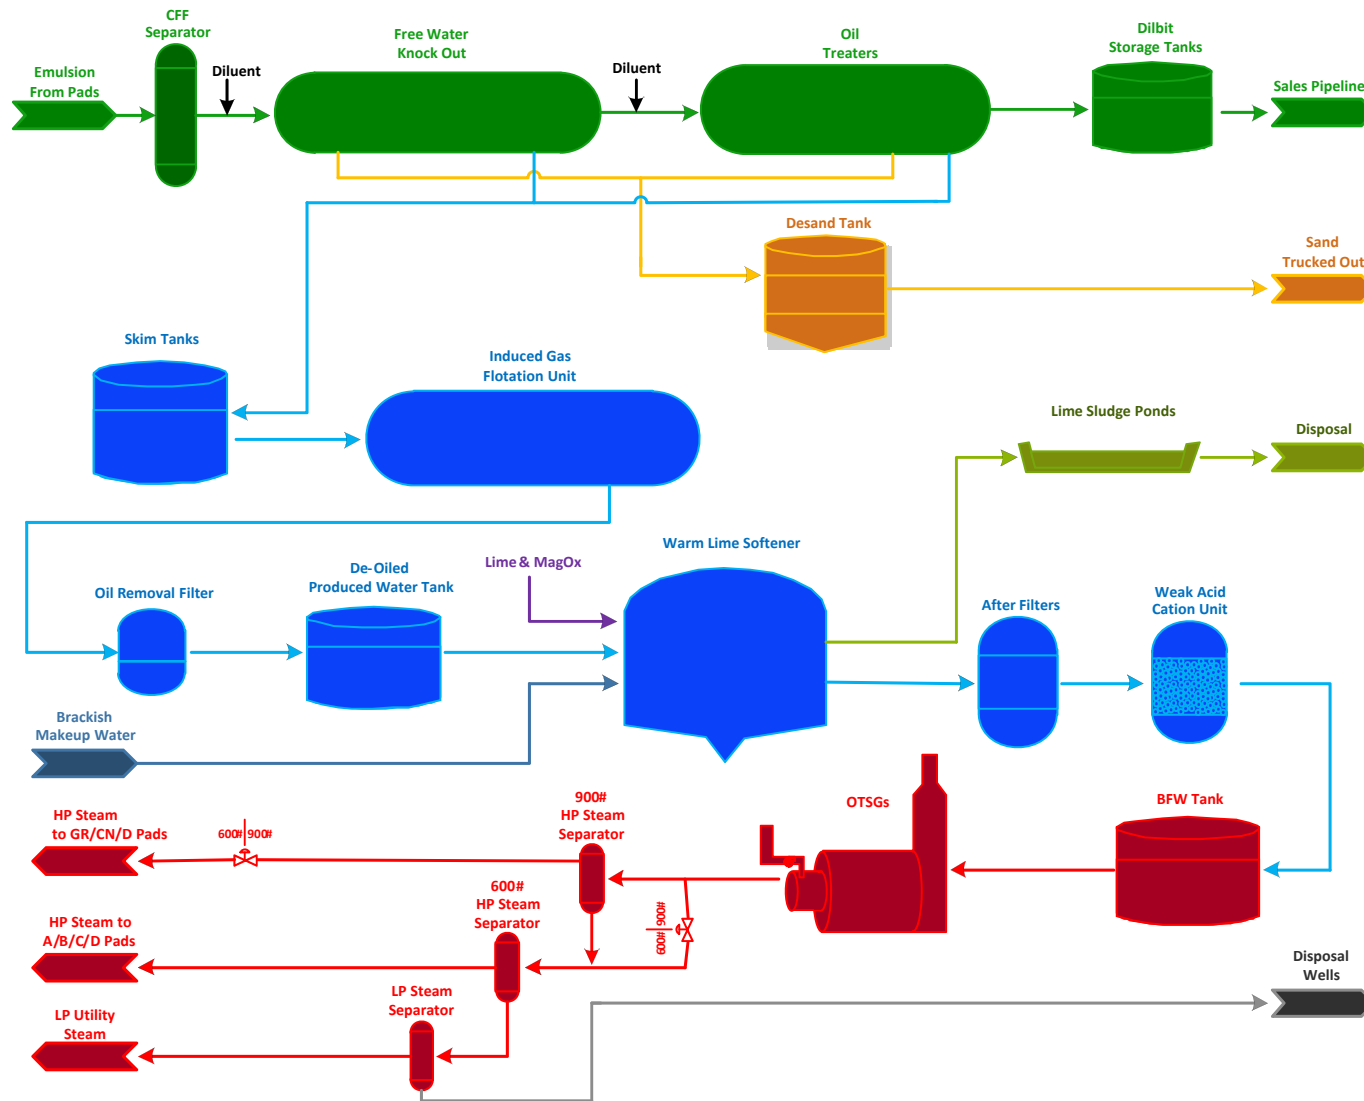 CFF
Separator
Free Water
Knock Out
Oil
Treaters
Dilbit
Storage Tanks
Emulsion
From Pads
Diluent
Diluent
Sales Pipeline
Desand Tank
Sand
Trucked Out
Skim Tanks
Induced Gas
Flotation Unit
Lime Sludge Ponds
Disposal
Warm Lime Softener
Lime & MagOx
De-Oiled
Produced Water Tank
Oil Removal Filter
After Filters
Weak Acid
Cation Unit
Brackish
Makeup Water
HP Steam
to GR/CN/D Pads
600# 900#
900#
HP Steam
Separator
OTSGs
BFW Tank
600#
HP Steam
Separator
600# 900#
HP Steam to
A/B/C/D Pads
LP Steam
Separator
Disposal
Wells
LP Utility
Steam